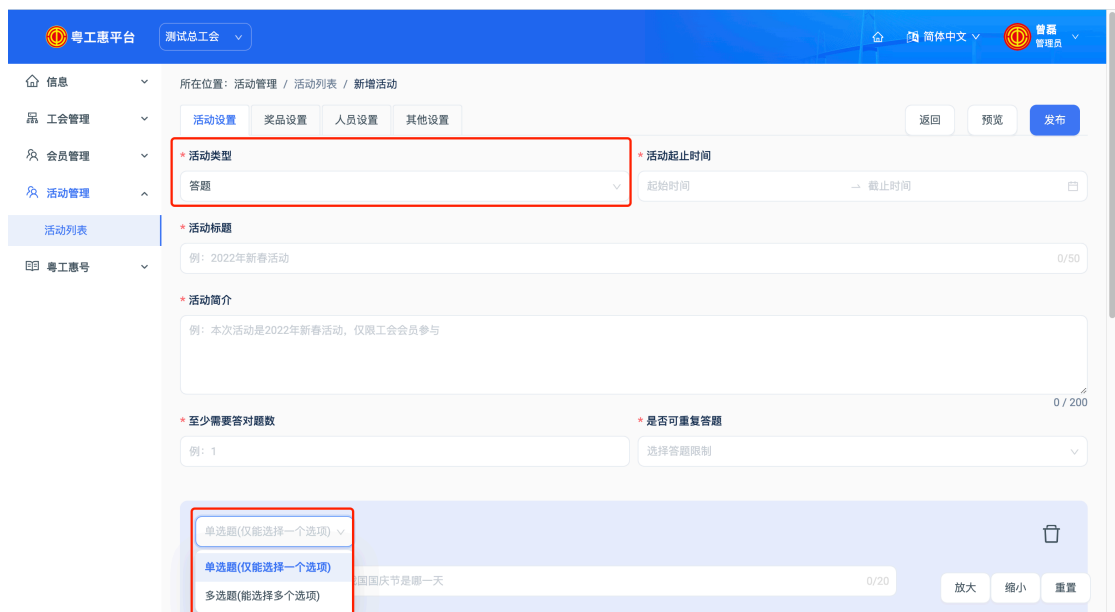 粤工惠平台
测试总工会
简体中文
曾磊
管理员
信息
工会管理
会员管理
活动管理
活动列表
粤工惠号
所在位置：活动管理 / 活动列表 / 新增活动
活动设置 奖品设置 人员设置 其他设置
返回 预览 发布
* 活动类型
答题
* 活动起止时间
起始时间 → 截止时间
* 活动标题
例：2022年新春活动 0/50
* 活动简介
例：本次活动是2022年新春活动，仅限工会会员参与
0 / 200
* 至少需要答对题数
例：1
* 是否可重复答题
选择答题限制
单选题(仅能选择一个选项)
单选题(仅能选择一个选项)
多选题(能选择多个选项)
国国庆节是哪一天 0/20
放大 缩小 重置